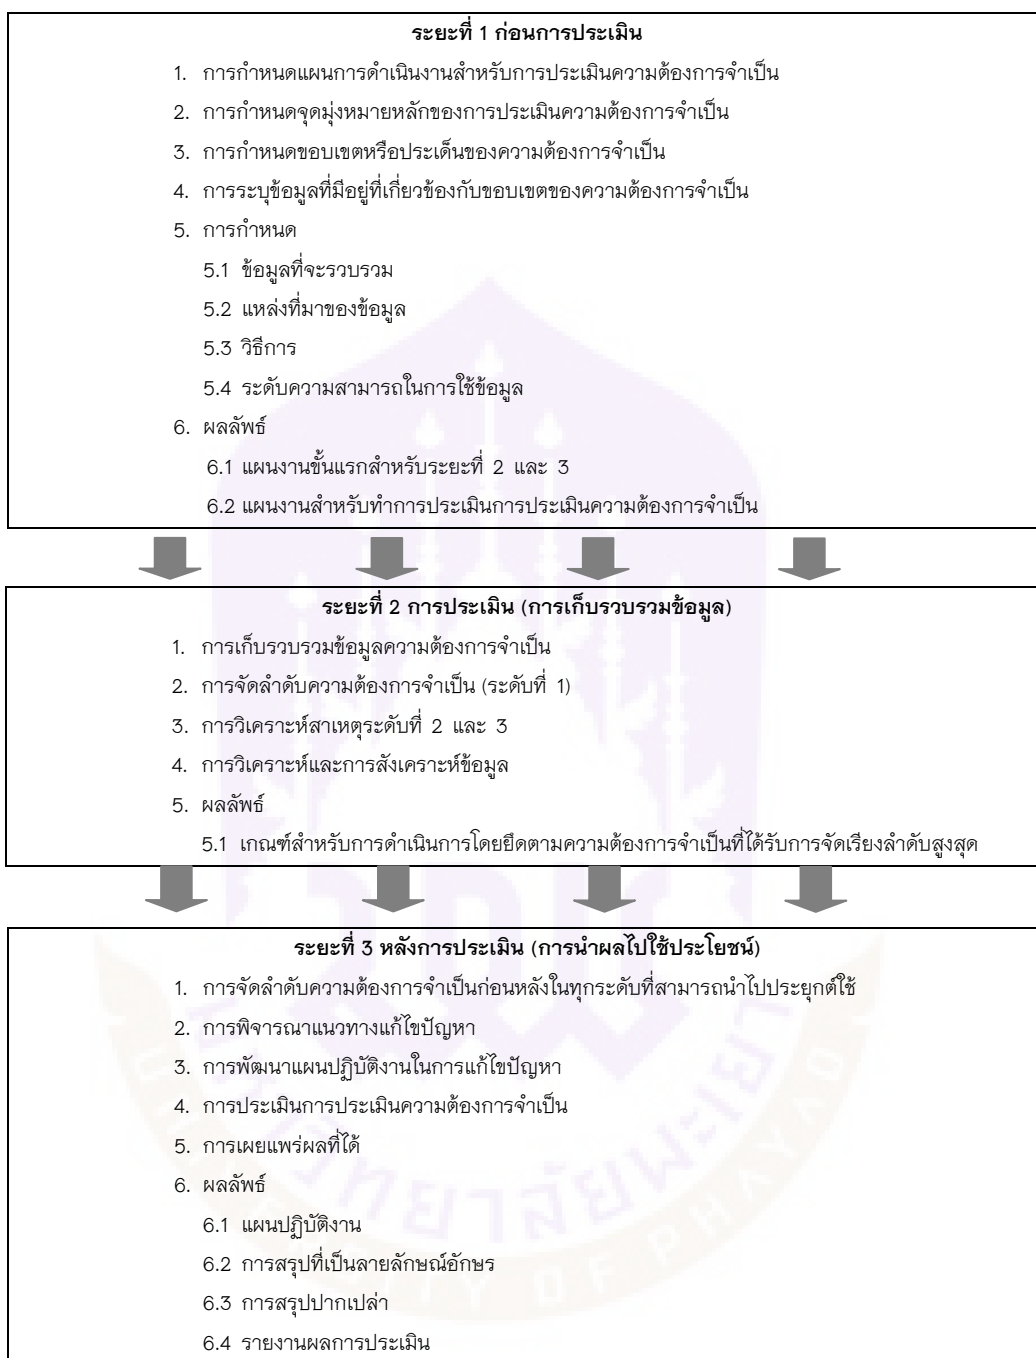 ระยะที่ 1 ก่อนการประเมิน
1. การกำหนดแผนการดำเนินงานสำหรับการประเมินความต้องการจำเป็น
2. การกำหนดจุดมุ่งหมายหลักของการประเมินความต้องการจำเป็น
3. การกำหนดขอบเขตหรือประเด็นของความต้องการจำเป็น
4. การระบุข้อมูลที่มีอยู่ที่เกี่ยวข้องกับขอบเขตของความต้องการจำเป็น
5. การกำหนด
5.1 ข้อมูลที่จะรวบรวม
5.2 แหล่งที่มาของข้อมูล
5.3 วิธีการ
5.4 ระดับความสามารถในการใช้ข้อมูล
6. ผลลัพธ์
6.1 แผนงานขั้นแรกสำหรับระยะที่ 2 และ 3
6.2 แผนงานสำหรับทำการประเมินการประเมินความต้องการจำเป็น
ระยะที่ 2 การประเมิน (การเก็บรวบรวมข้อมูล)
1. การเก็บรวบรวมข้อมูลความต้องการจำเป็น
2. การจัดลำดับความต้องการจำเป็น (ระดับที่ 1)
3. การวิเคราะห์สาเหตุระดับที่ 2 และ 3
4. การวิเคราะห์และการสังเคราะห์ข้อมูล
5. ผลลัพธ์
5.1 เกณฑ์สำหรับการดำเนินการโดยยึดตามความต้องการจำเป็นที่ได้รับการจัดเรียงลำดับสูงสุด
ระยะที่ 3 หลังการประเมิน (การนำผลไปใช้ประโยชน์)
1. การจัดลำดับความต้องการจำเป็นก่อนหลังในทุกระดับที่สามารถนำไปประยุกต์ใช้
2. การพิจารณาแนวทางแก้ไขปัญหา
3. การพัฒนาแผนปฏิบัติงานในการแก้ไขปัญหา
4. การประเมินการประเมินความต้องการจำเป็น
5. การเผยแพร่ผลที่ได้
6. ผลลัพธ์
6.1 แผนปฏิบัติงาน
6.2 การสรุปที่เป็นลายลักษณ์อักษร
6.3 การสรุปปากเปล่า
6.4 รายงานผลการประเมิน
มหาวิทยาลัยพะเยา
UNIVERSITY OF PHAYAO